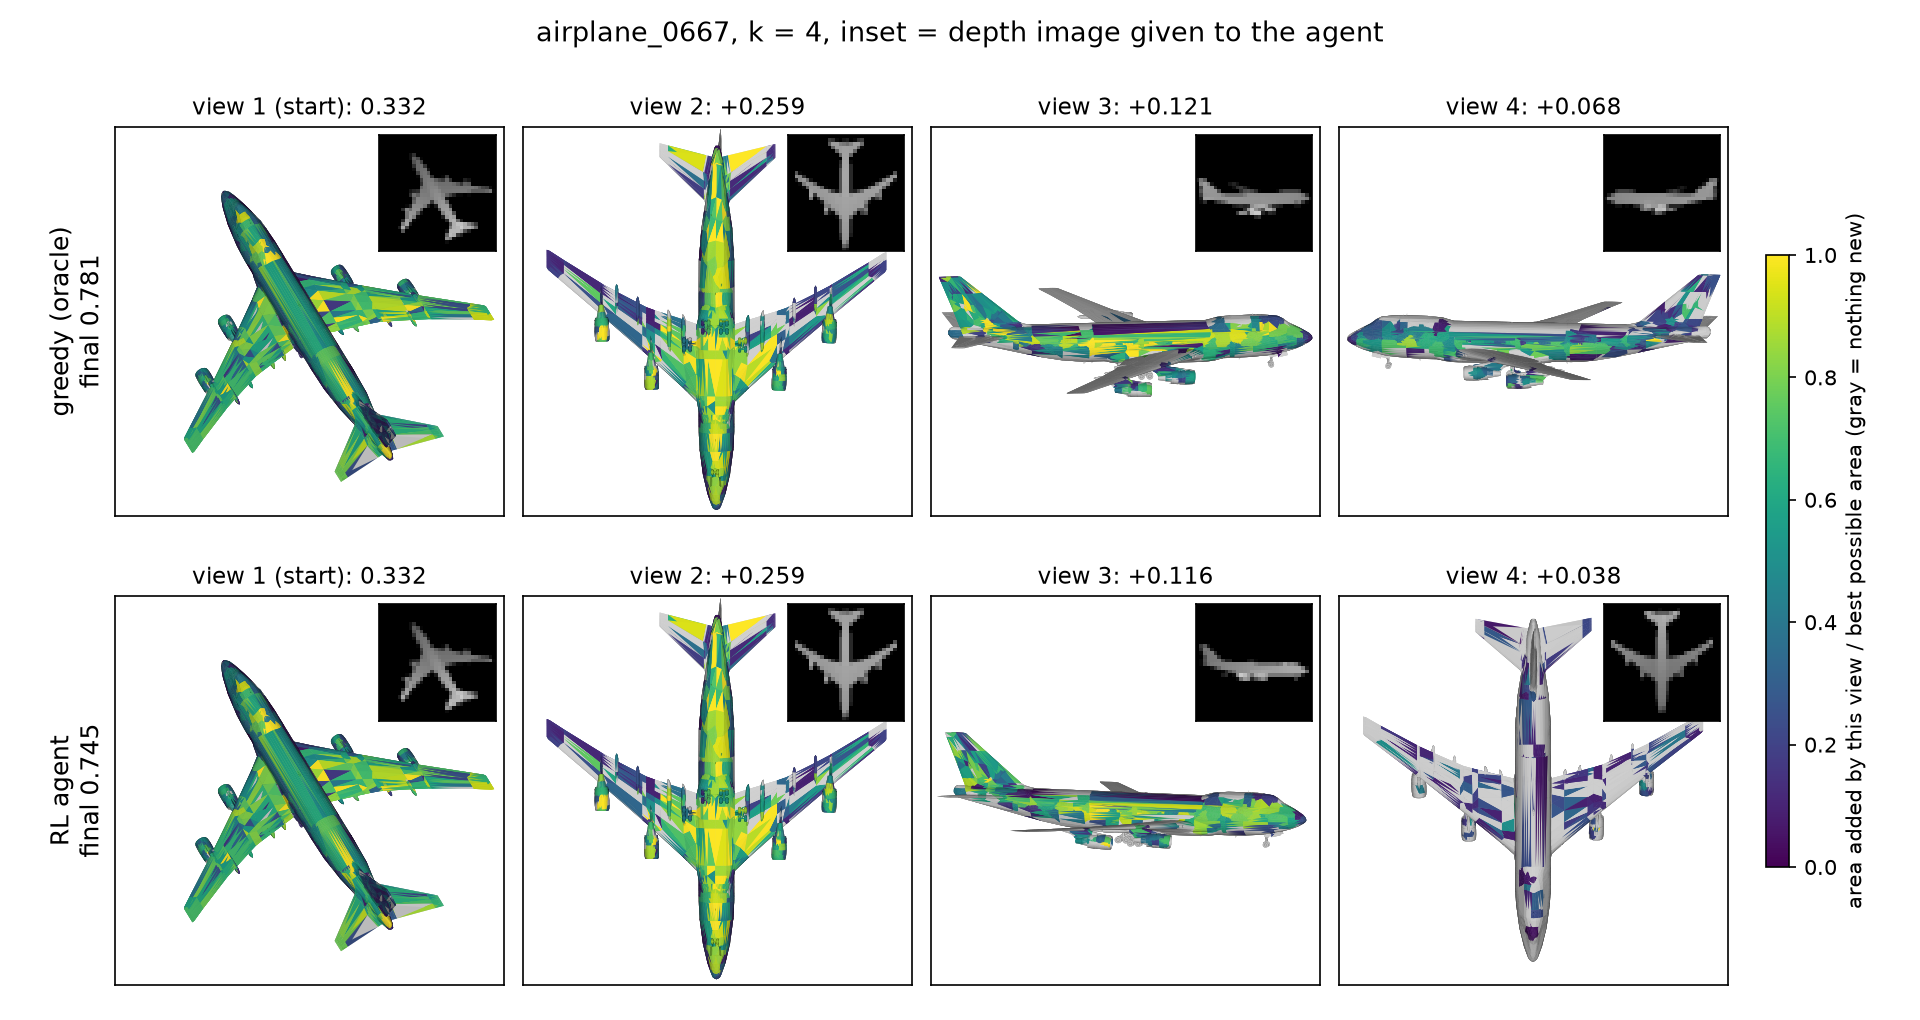 airplane_0667, k = 4, inset = depth image given to the agent
greedy (oracle)
final 0.781
view 1 (start): 0.332
view 2: +0.259
view 3: +0.121
view 4: +0.068
RL agent
final 0.745
view 1 (start): 0.332
view 2: +0.259
view 3: +0.116
view 4: +0.038
1.0
0.8
0.6
0.4
0.2
0.0
area added by this view / best possible area (gray = nothing new)